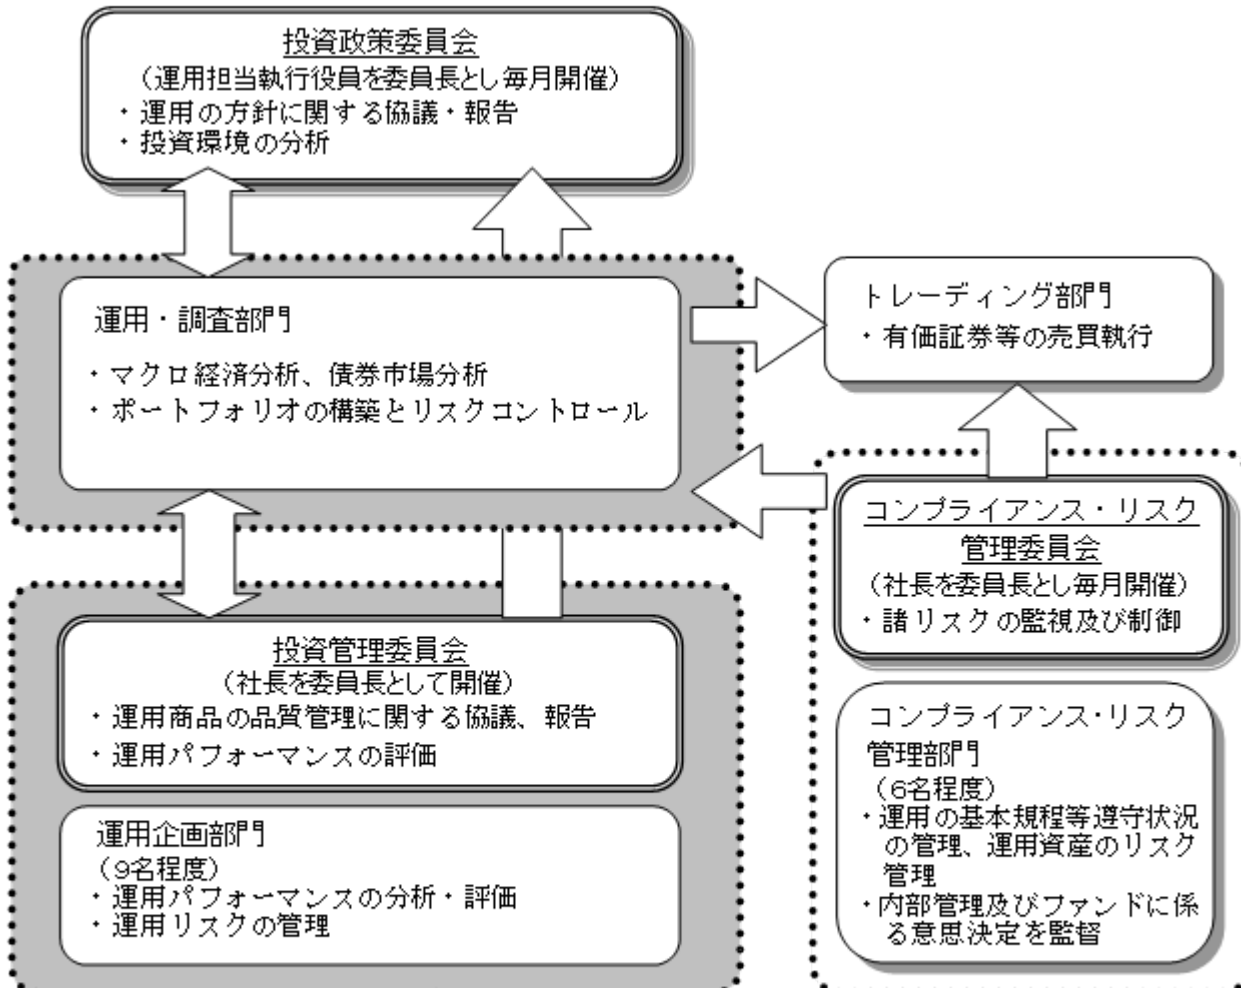 投資政策委員会
（運用担当執行役員を委員長とし毎月開催）
・運用の方針に関する協議・報告
・投資環境の分析
運用・調査部門
・マクロ経済分析、債券市場分析
・ポートフォリオの構築とリスクコントロール
トレーディング部門
・有価証券等の売買執行
コンプライアンス・リスク
管理委員会
（社長を委員長とし毎月開催）
・諸リスクの監視及び制御
投資管理委員会
（社長を委員長として開催）
・運用商品の品質管理に関する協議、報告
・運用パフォーマンスの評価
運用企画部門
（9名程度）
・運用パフォーマンスの分析・評価
・運用リスクの管理
コンプライアンス・リスク
管理部門
（6名程度）
・運用の基本規程等遵守状況
の管理、運用資産のリスク
管理
・内部管理及びファンドに係
る意思決定を監督